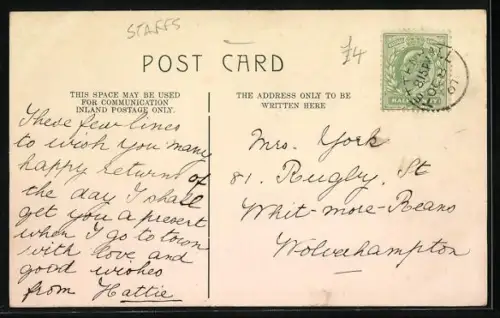 STAFFS
£4
POST CARD
THIS SPACE MAY BE USED
FOR COMMUNICATION
INLAND POSTAGE ONLY.
THE ADDRESS ONLY TO BE
WRITTEN HERE
These few lines
to wish you many
happy returns of
the day I shall
get you a present
when I go to town
with love and
good wishes
from Hattie
Mrs. York
81. Rugby. St
Whit-more-Reans
Wolverhampton